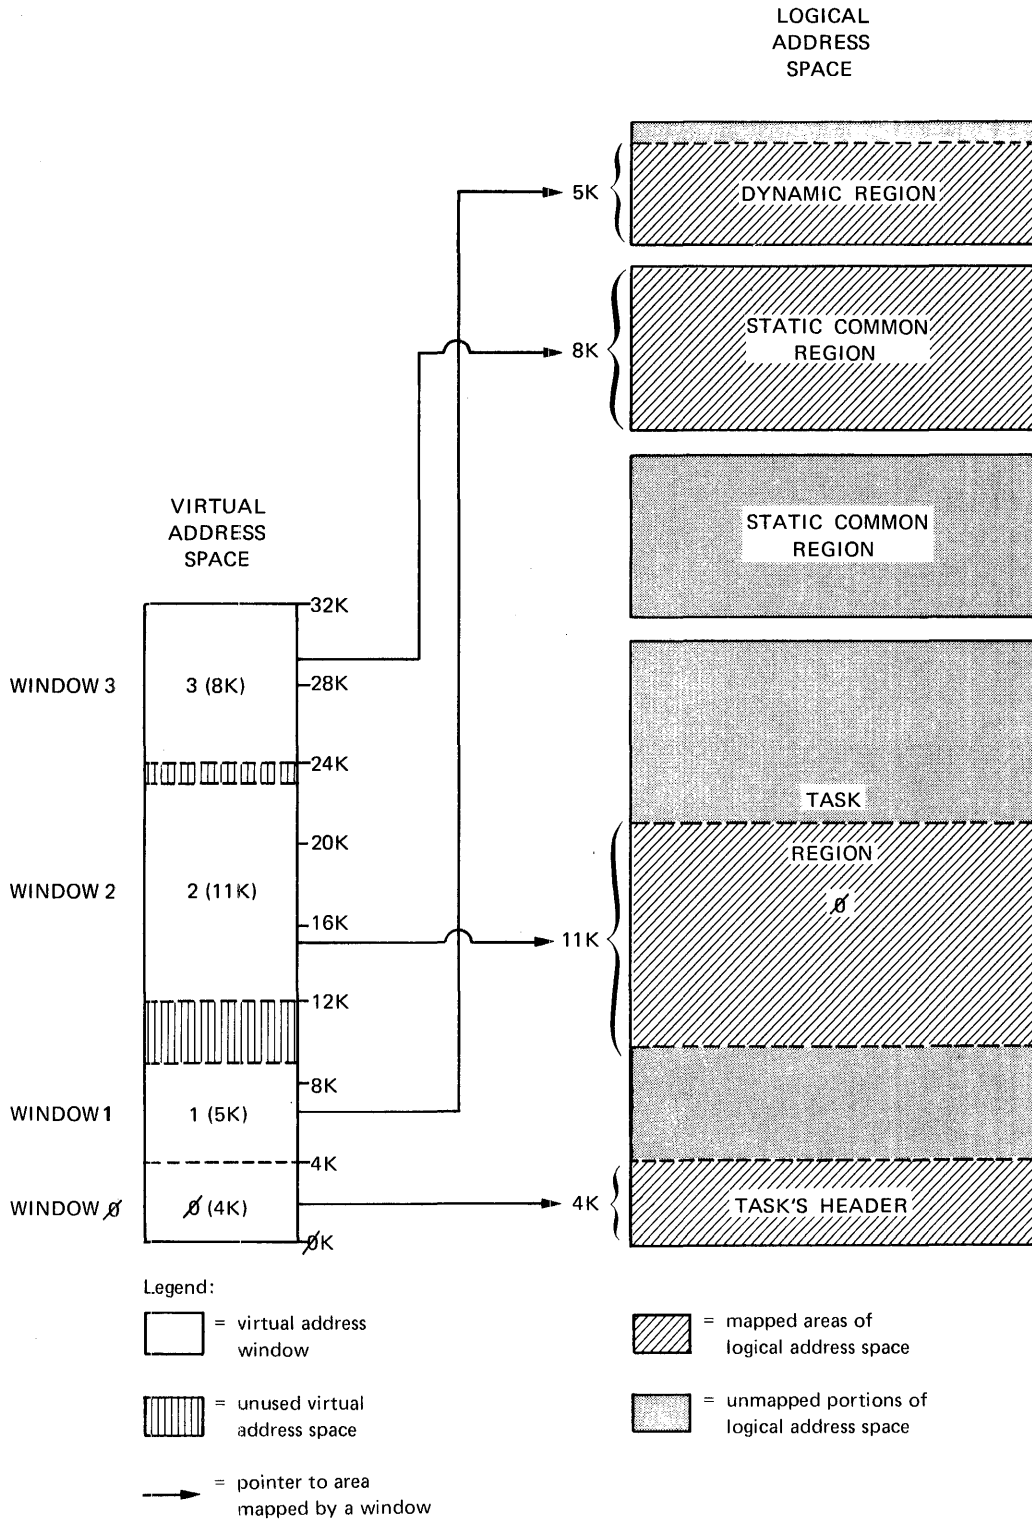 LOGICAL
ADDRESS
SPACE
5K
DYNAMIC REGION
8K
STATIC COMMON
REGION
STATIC COMMON
REGION
VIRTUAL
ADDRESS
SPACE
32K
WINDOW 3
3 (8K)
28K
24K
TASK
20K
REGION
Ø
WINDOW 2
2 (11K)
16K
11K
12K
8K
WINDOW 1
1 (5K)
4K
WINDOW Ø
Ø (4K)
4K
TASK'S HEADER
ØK
Legend:
= virtual address
window
= mapped areas of
logical address space
= unused virtual
address space
= unmapped portions of
logical address space
= pointer to area
mapped by a window